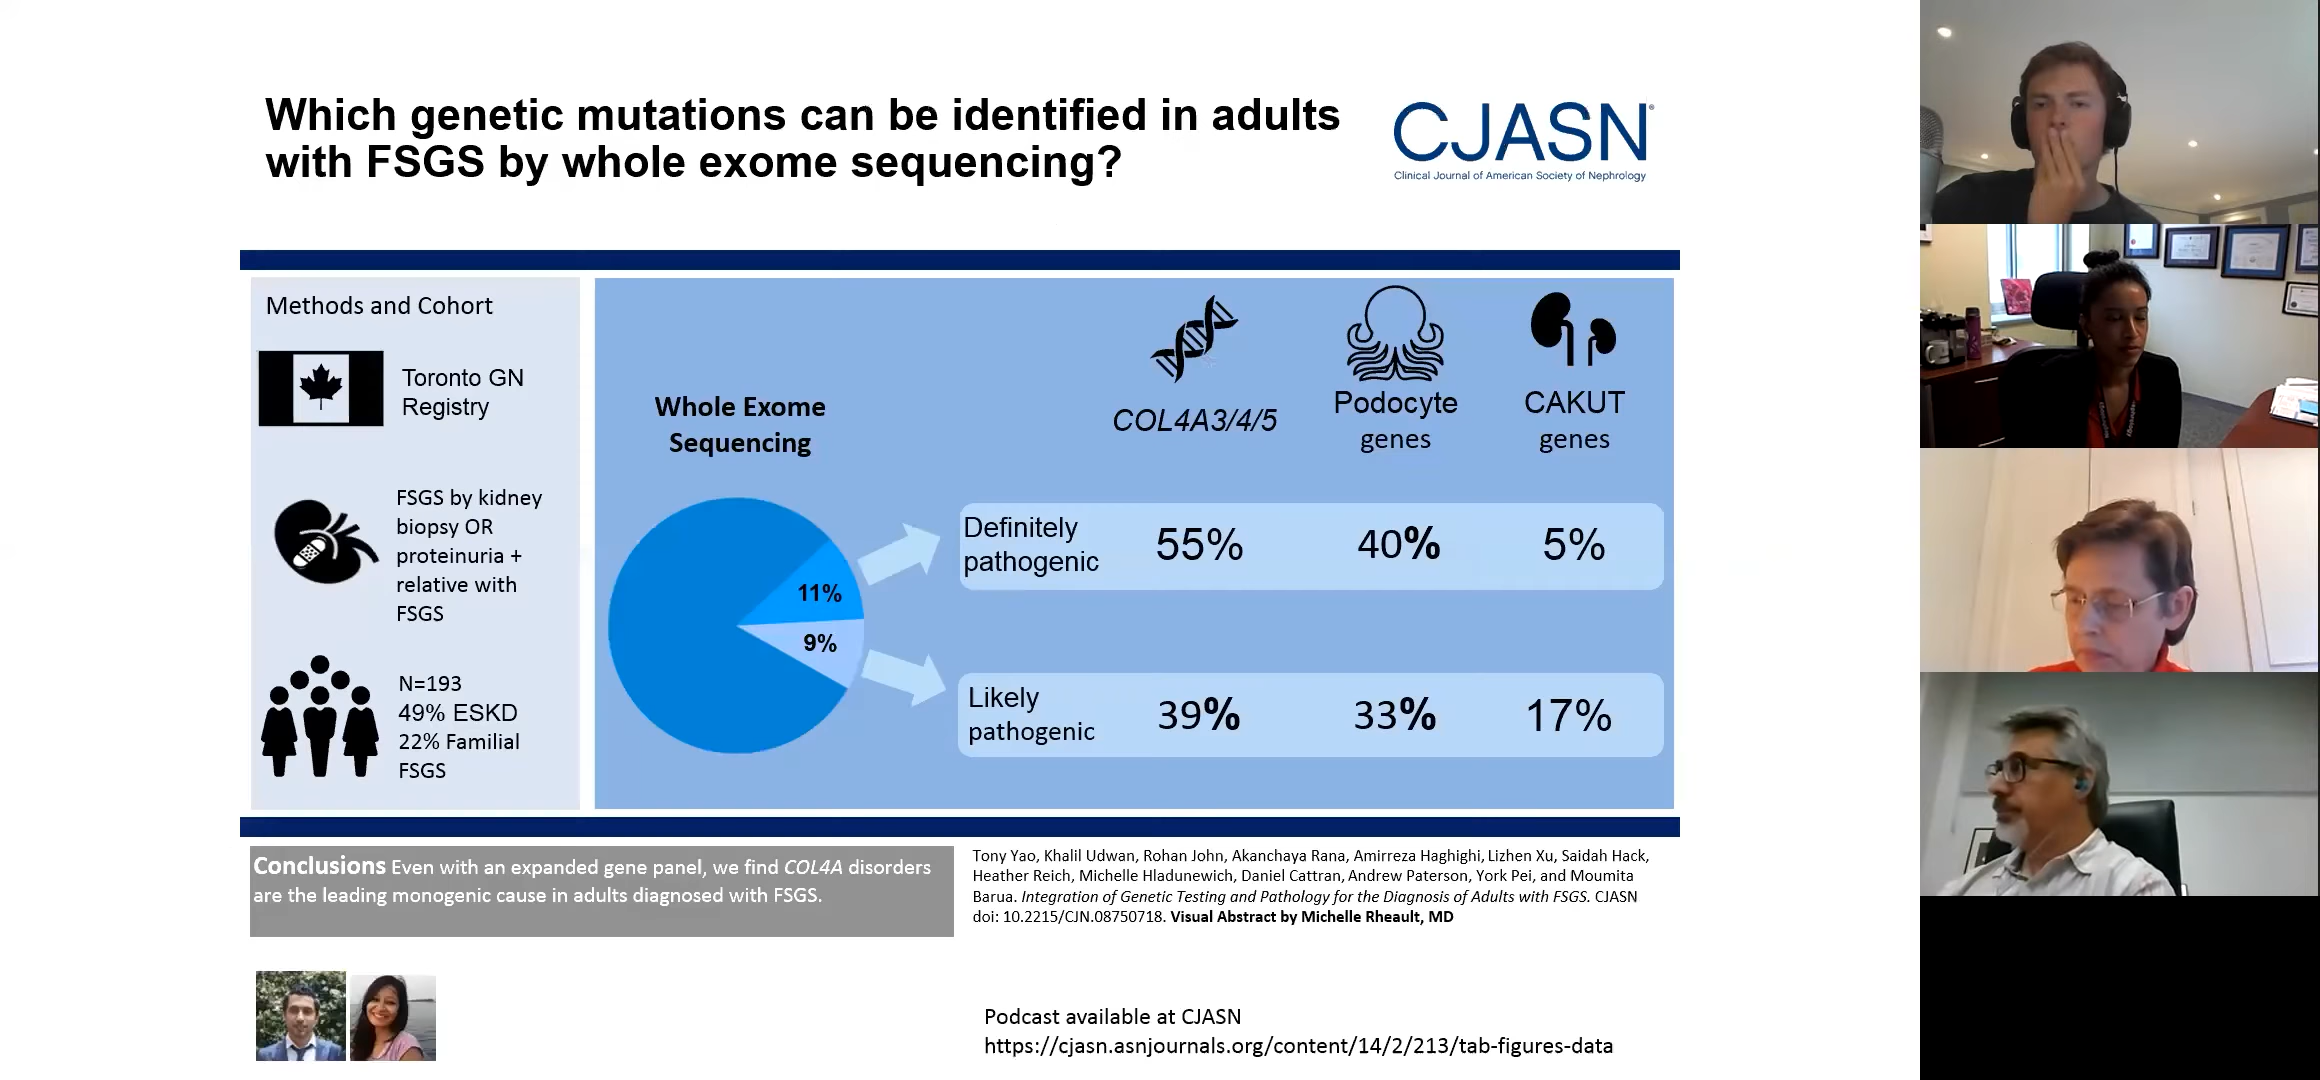 Which genetic mutations can be identified in adults
with FSGS by whole exome sequencing?
CJASN®
Clinical Journal of American Society of Nephrology
Methods and Cohort
Toronto GN
Registry
FSGS by kidney
biopsy OR
proteinuria +
relative with
FSGS
N=193
49% ESKD
22% Familial
FSGS
Whole Exome
Sequencing
11%
9%
COL4A3/4/5
Podocyte
genes
CAKUT
genes
Definitely
pathogenic
55%
40%
5%
Likely
pathogenic
39%
33%
17%
Conclusions Even with an expanded gene panel, we find COL4A disorders
are the leading monogenic cause in adults diagnosed with FSGS.
Tony Yao, Khalil Udwan, Rohan John, Akanchaya Rana, Amirreza Haghighi, Lizhen Xu, Saidah Hack,
Heather Reich, Michelle Hladunewich, Daniel Cattran, Andrew Paterson, York Pei, and Moumita
Barua. Integration of Genetic Testing and Pathology for the Diagnosis of Adults with FSGS. CJASN
doi: 10.2215/CJN.08750718. Visual Abstract by Michelle Rheault, MD
Podcast available at CJASN
https://cjasn.asnjournals.org/content/14/2/213/tab-figures-data